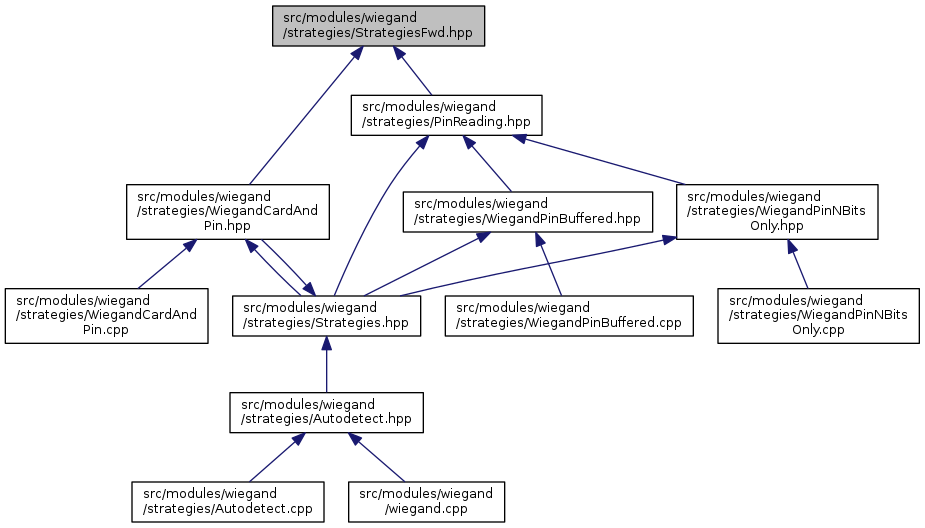 src/modules/wiegand
/strategies/StrategiesFwd.hpp
src/modules/wiegand
/strategies/PinReading.hpp
src/modules/wiegand
/strategies/WiegandCardAnd
Pin.hpp
src/modules/wiegand
/strategies/WiegandPinBuffered.hpp
src/modules/wiegand
/strategies/WiegandPinNBits
Only.hpp
src/modules/wiegand
/strategies/WiegandCardAnd
Pin.cpp
src/modules/wiegand
/strategies/Strategies.hpp
src/modules/wiegand
/strategies/WiegandPinBuffered.cpp
src/modules/wiegand
/strategies/WiegandPinNBits
Only.cpp
src/modules/wiegand
/strategies/Autodetect.hpp
src/modules/wiegand
/strategies/Autodetect.cpp
src/modules/wiegand
/wiegand.cpp